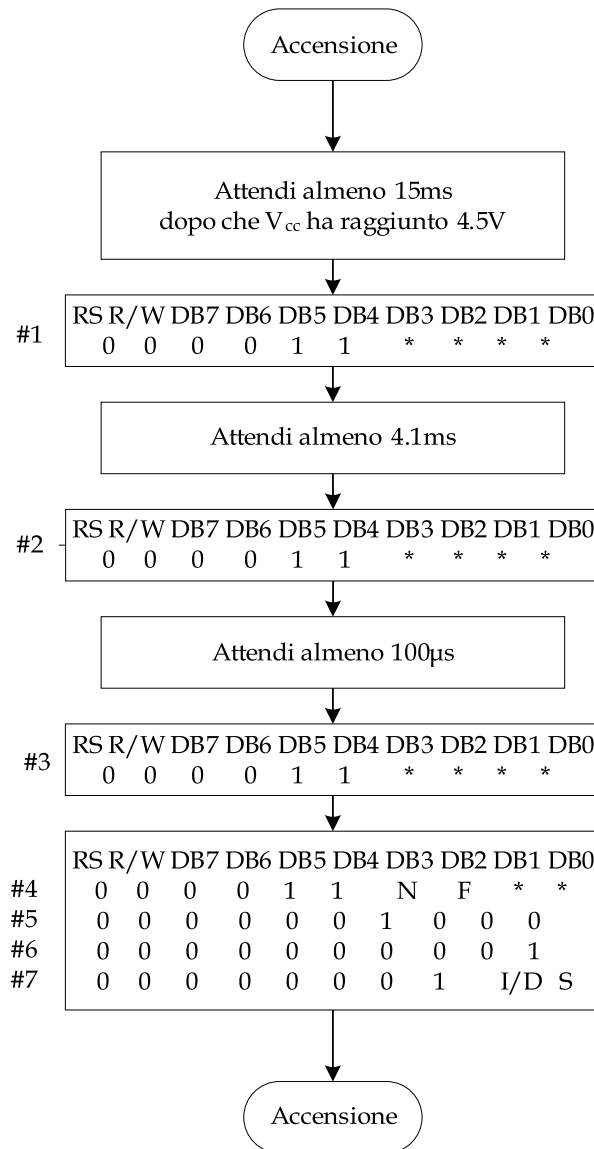 Accensione
Attendi almeno 15ms
dopo che Vcc ha raggiunto 4.5V
#1
RS R/W DB7 DB6 DB5 DB4 DB3 DB2 DB1 DB0
0 0 0 0 1 1 * * * *
Attendi almeno 4.1ms
#2
RS R/W DB7 DB6 DB5 DB4 DB3 DB2 DB1 DB0
0 0 0 0 1 1 * * * *
Attendi almeno 100µs
#3
RS R/W DB7 DB6 DB5 DB4 DB3 DB2 DB1 DB0
0 0 0 0 1 1 * * * *
RS R/W DB7 DB6 DB5 DB4 DB3 DB2 DB1 DB0
#4 0 0 0 0 1 1 N F * *
#5 0 0 0 0 0 0 1 0 0 0
#6 0 0 0 0 0 0 0 0 0 1
#7 0 0 0 0 0 0 0 1 I/D S
Accensione